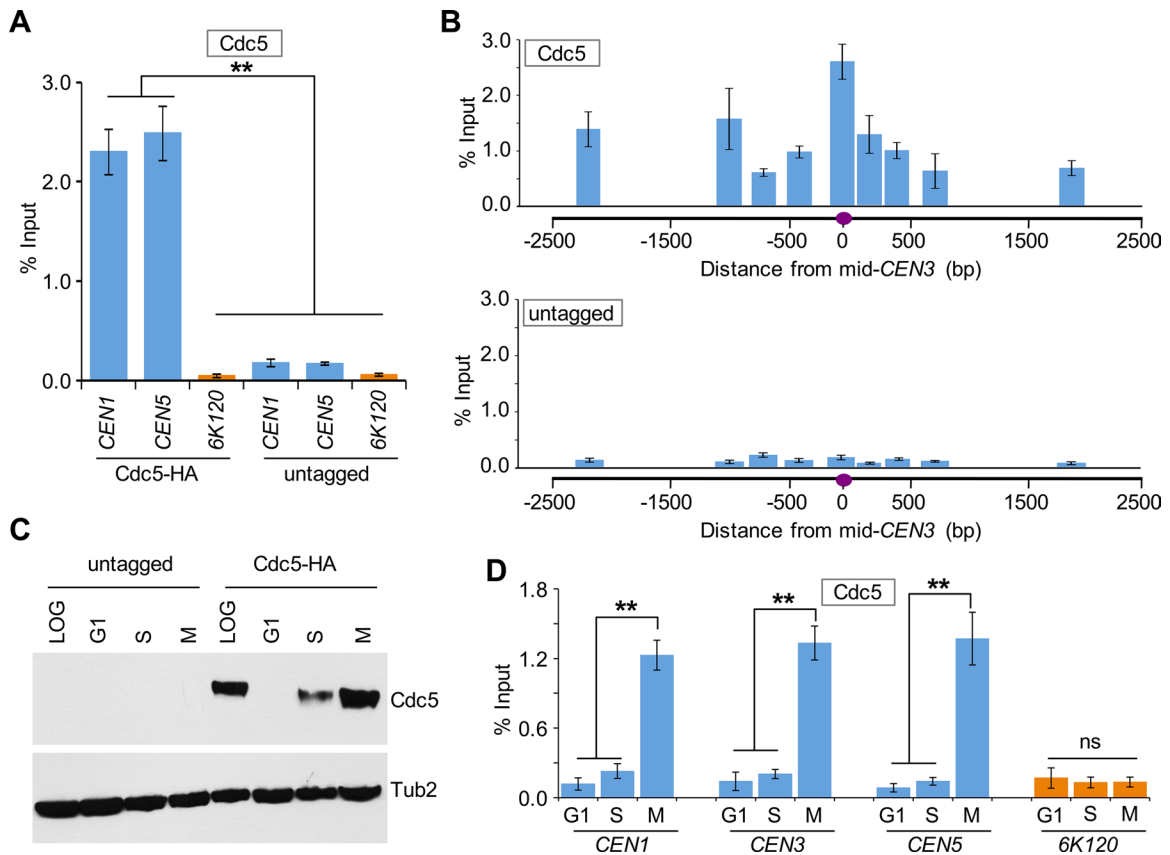 A
Cdc5
**
3.0
2.0
1.0
0.0
% Input
CEN1
CEN5
6K120
CEN1
CEN5
6K120
Cdc5-HA untagged
B
Cdc5
3.0
2.0
1.0
0.0
% Input
-2500 -1500 -500 0 500 1500 2500
Distance from mid-CEN3 (bp)
untagged
3.0
2.0
1.0
0.0
% Input
-2500 -1500 -500 0 500 1500 2500
Distance from mid-CEN3 (bp)
C
untagged Cdc5-HA
LOG G1 S M LOG G1 S M
Cdc5
Tub2
D
Cdc5
** ** **
ns
1.8
1.2
0.6
0.0
% Input
G1 S M G1 S M G1 S M G1 S M
CEN1 CEN3 CEN5 6K120